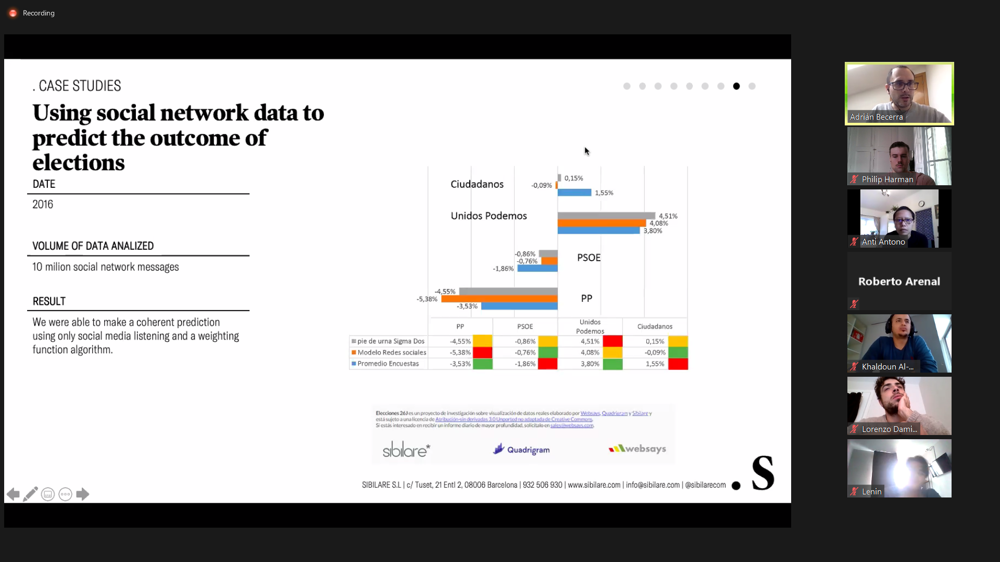 Recording
. CASE STUDIES
Using social network data to
predict the outcome of
elections
DATE
2016
VOLUME OF DATA ANALIZED
10 milion social network messages
RESULT
We were able to make a coherent prediction
using only social media listening and a weighting
function algorithm.
Ciudadanos
0,15%
-0,09%
1,55%
Unidos Podemos
4,51%
4,08%
3,80%
-0,86%
-0,76%
-1,86%
PSOE
-4,55%
-5,38%
-3,53%
PP
PP PSOE Unidos Podemos Ciudadanos
pie de urna Sigma Dos -4,55% -0,86% 4,51% 0,15%
Modelo Redes sociales -5,38% -0,76% 4,08% -0,09%
Promedio Encuestas -3,53% -1,86% 3,80% 1,55%
Elecciones 26J es un proyecto de investigación sobre visualización de datos reales elaborado por Websays, Quadrigram y Sibilare y
está sujeto a una licencia de Atribución-sin derivadas 3.0 Unported no adaptada de Creative Commons.
Si estás interesado en recibir un informe diario de mayor profundidad, solicítalo en sales@websays.com.
sibilare* Quadrigram websays
SIBILARE S.L | c/ Tuset, 21 Entl 2, 08006 Barcelona | 932 506 930 | www.sibilare.com | info@sibilare.com | @sibilarecom
S
Adrián Becerra
Philip Harman
Anti Antono
Roberto Arenal
Khaldoun Al-...
Lorenzo Dami...
Lenin